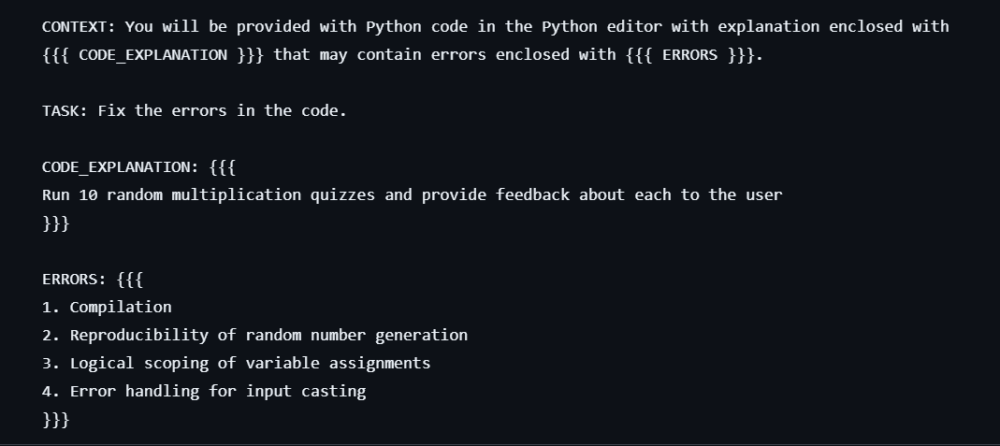 CONTEXT: You will be provided with Python code in the Python editor with explanation enclosed with
{{{ CODE_EXPLANATION }}} that may contain errors enclosed with {{{ ERRORS }}}.
TASK: Fix the errors in the code.
CODE_EXPLANATION: {{{
Run 10 random multiplication quizzes and provide feedback about each to the user
}}}
ERRORS: {{{
1. Compilation
2. Reproducibility of random number generation
3. Logical scoping of variable assignments
4. Error handling for input casting
}}}